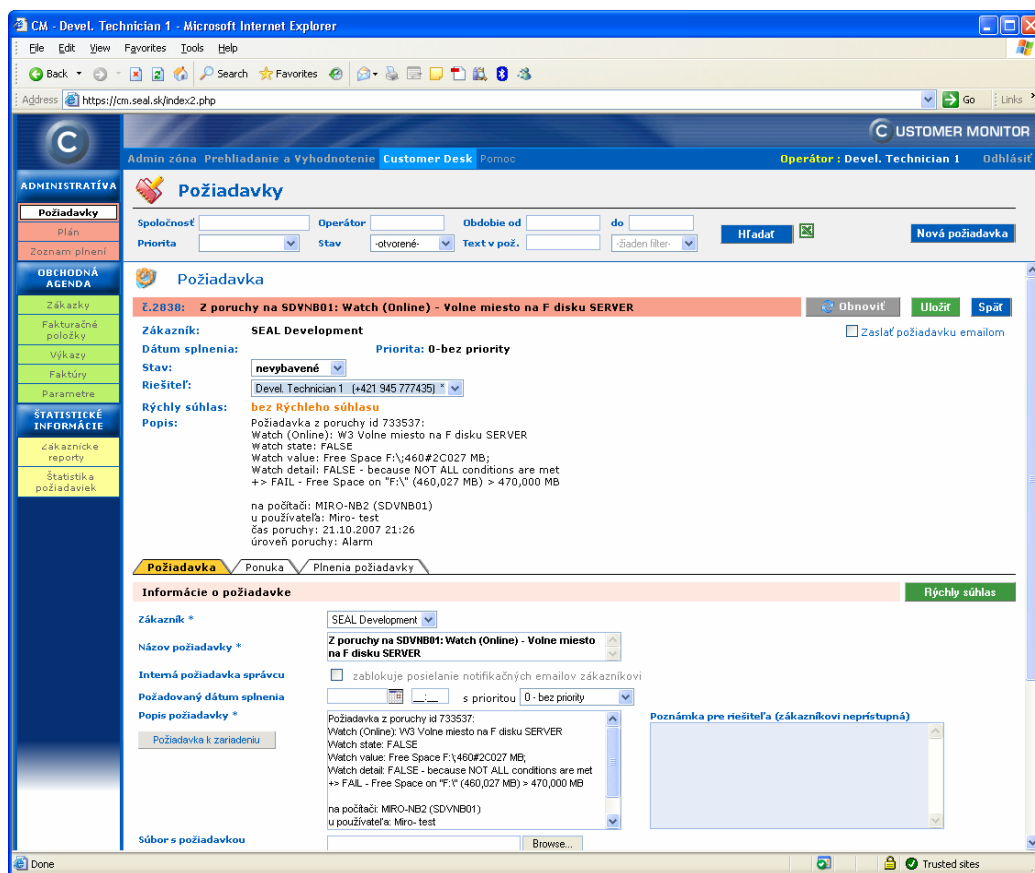 CM - Devel. Technician 1 - Microsoft Internet Explorer
File Edit View Favorites Tools Help
Back Search Favorites
Address https://cm.seal.sk/index2.php Go Links
C
C USTOMER MONITOR
Admin zóna Prehliadanie a Vyhodnotenie Customer Desk Pomoc Operátor : Devel. Technician 1 Odhlásiť
ADMINISTRATÍVA
Požiadavky
Plán
Zoznam plnení
OBCHODNÁ
AGENDA
Zákazky
Fakturačné
položky
Výkazy
Faktúry
Parametre
ŠTATISTICKÉ
INFORMÁCIE
Zákaznícke
reporty
Štatistika
požiadaviek
Požiadavky
Spoločnosť Operátor Obdobie od do
Priorita Stav -otvorené- Text v pož. -žiaden filter- Hľadať Nová požiadavka
Požiadavka
č.2838: Z poruchy na SDVNB01: Watch (Online) - Volne miesto na F disku SERVER Obnoviť Uložiť Späť
Zákazník: SEAL Development Zaslať požiadavku emailom
Dátum splnenia: Priorita: 0-bez priority
Stav: nevybavené
Riešiteľ: Devel. Technician 1 (+421 945 777435) *
Rýchly súhlas: bez Rýchleho súhlasu
Popis: Požiadavka z poruchy id 733537:
Watch (Online): W3 Volne miesto na F disku SERVER
Watch state: FALSE
Watch value: Free Space F:\;460#2C027 MB;
Watch detail: FALSE - because NOT ALL conditions are met
+> FAIL - Free Space on "F:\" (460,027 MB) > 470,000 MB
na počítači: MIRO-NB2 (SDVNB01)
u používateľa: Miro- test
čas poruchy: 21.10.2007 21:26
úroveň poruchy: Alarm
Požiadavka Ponuka Plnenia požiadavky
Informácie o požiadavke Rýchly súhlas
Zákazník * SEAL Development
Názov požiadavky * Z poruchy na SDVNB01: Watch (Online) - Volne miesto
na F disku SERVER
Interná požiadavka správcu zablokuje posielanie notifikačných emailov zákazníkovi
Požadovaný dátum splnenia __:__ s prioritou 0 - bez priority
Popis požiadavky * Poznámka pre riešiteľa (zákazníkovi neprístupná)
Požiadavka k zariadeniu
Požiadavka z poruchy id 733537:
Watch (Online): W3 Volne miesto na F disku SERVER
Watch state: FALSE
Watch value: Free Space F:\;460#2C027 MB;
Watch detail: FALSE - because NOT ALL conditions are met
+> FAIL - Free Space on "F:\" (460,027 MB) > 470,000 MB
na počítači: MIRO-NB2 (SDVNB01)
u používateľa: Miro- test
Súbor s požiadavkou Browse...
Done Trusted sites